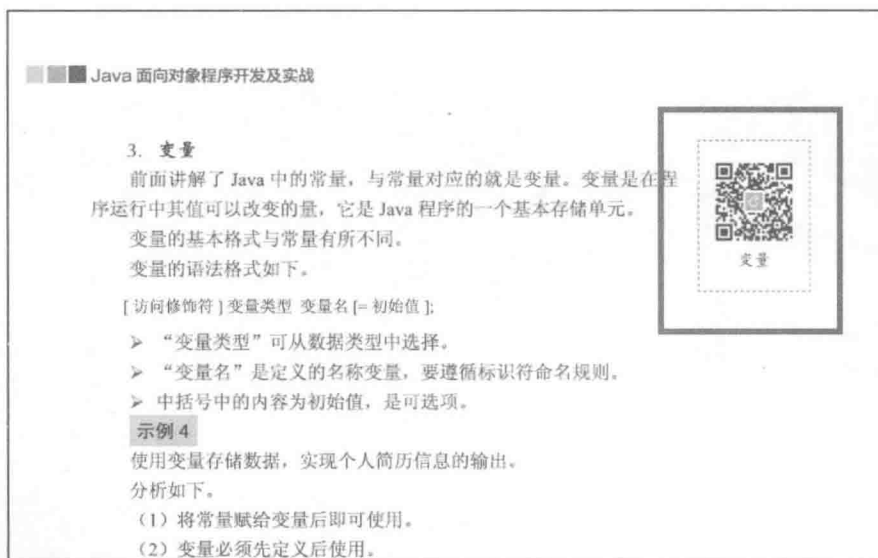 Java 面向对象程序开发及实战
3. 变量
前面讲解了 Java 中的常量，与常量对应的就是变量。变量是在程
序运行中其值可以改变的量，它是 Java 程序的一个基本存储单元。
变量的基本格式与常量有所不同。
变量的语法格式如下。
[ 访问修饰符 ] 变量类型 变量名 [= 初始值 ];
➢ “变量类型”可从数据类型中选择。
➢ “变量名”是定义的名称变量，要遵循标识符命名规则。
➢ 中括号中的内容为初始值，是可选项。
示例 4
使用变量存储数据，实现个人简历信息的输出。
分析如下。
（1）将常量赋给变量后即可使用。
（2）变量必须先定义后使用。
变量